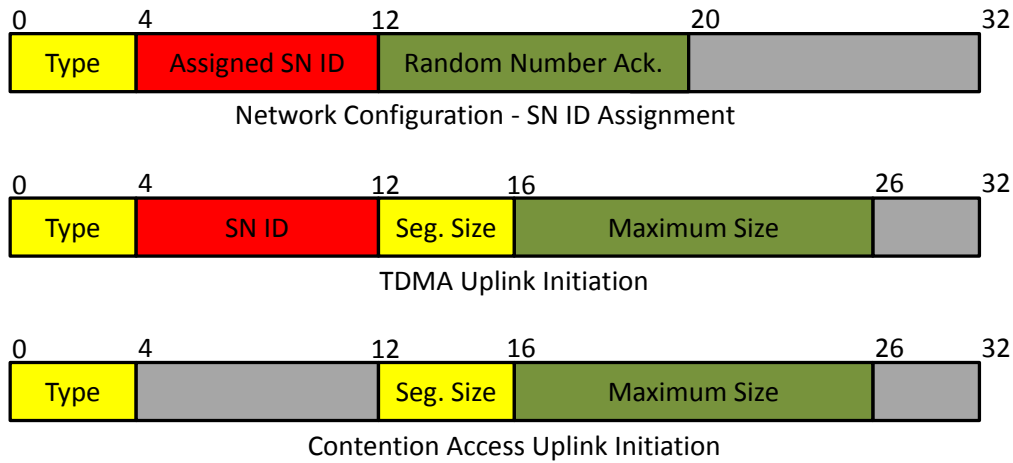 0 4 12 20 32
Type Assigned SN ID Random Number Ack.
Network Configuration - SN ID Assignment
0 4 12 16 26 32
Type SN ID Seg. Size Maximum Size
TDMA Uplink Initiation
0 4 12 16 26 32
Type Seg. Size Maximum Size
Contention Access Uplink Initiation